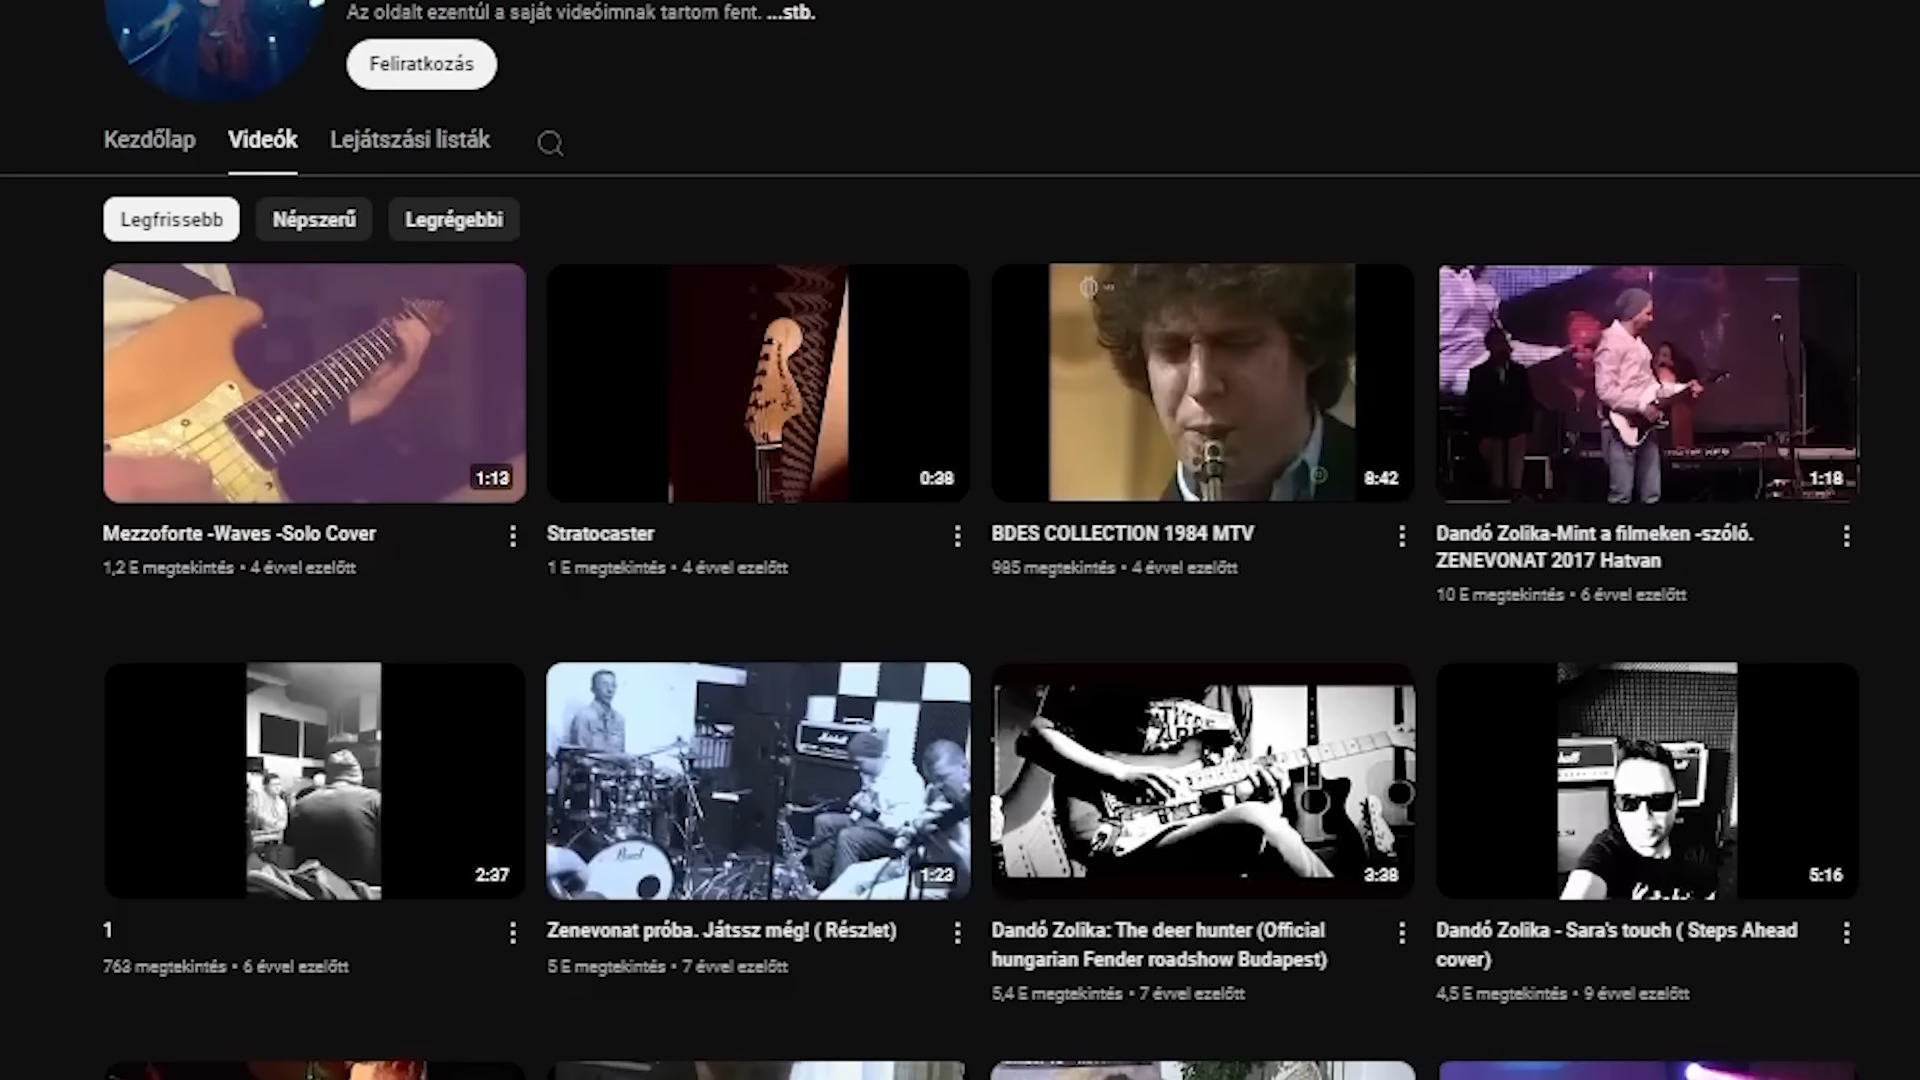 Az oldalt ezentúl a saját videóimnak tartom fent. ...stb.
Feliratkozás
Kezdőlap Videók Lejátszási listák
Legfrissebb Népszerű Legrégebbi
1:13 0:38 8:42 1:18
Mezzoforte -Waves -Solo Cover
1,2 E megtekintés • 4 évvel ezelőtt
Stratocaster
1 E megtekintés • 4 évvel ezelőtt
BDES COLLECTION 1984 MTV
985 megtekintés • 4 évvel ezelőtt
Dandó Zolika-Mint a filmeken -szóló.
ZENEVONAT 2017 Hatvan
10 E megtekintés • 6 évvel ezelőtt
Marshall
Pearl
2:37 1:23 3:38 5:16
1
763 megtekintés • 6 évvel ezelőtt
Zenevonat próba. Játssz még! ( Részlet)
5 E megtekintés • 7 évvel ezelőtt
Dandó Zolika: The deer hunter (Official
hungarian Fender roadshow Budapest)
5,4 E megtekintés • 7 évvel ezelőtt
Dandó Zolika - Sara's touch ( Steps Ahead
cover)
4,5 E megtekintés • 9 évvel ezelőtt